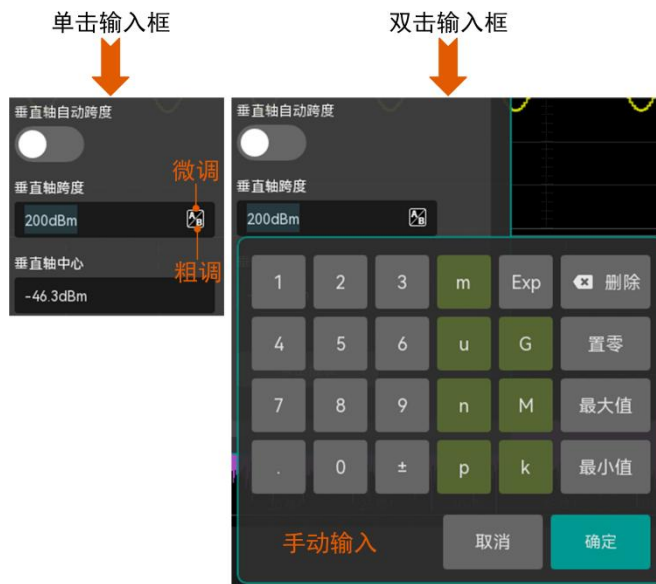 单击输入框
双击输入框
垂直轴自动跨度
微调
垂直轴跨度
200dBm
A/B
粗调
垂直轴中心
-46.3dBm
垂直轴自动跨度
垂直轴跨度
200dBm
A/B
1 2 3 m Exp 删除
4 5 6 u G 置零
7 8 9 n M 最大值
. 0 ± p k 最小值
手动输入 取消 确定